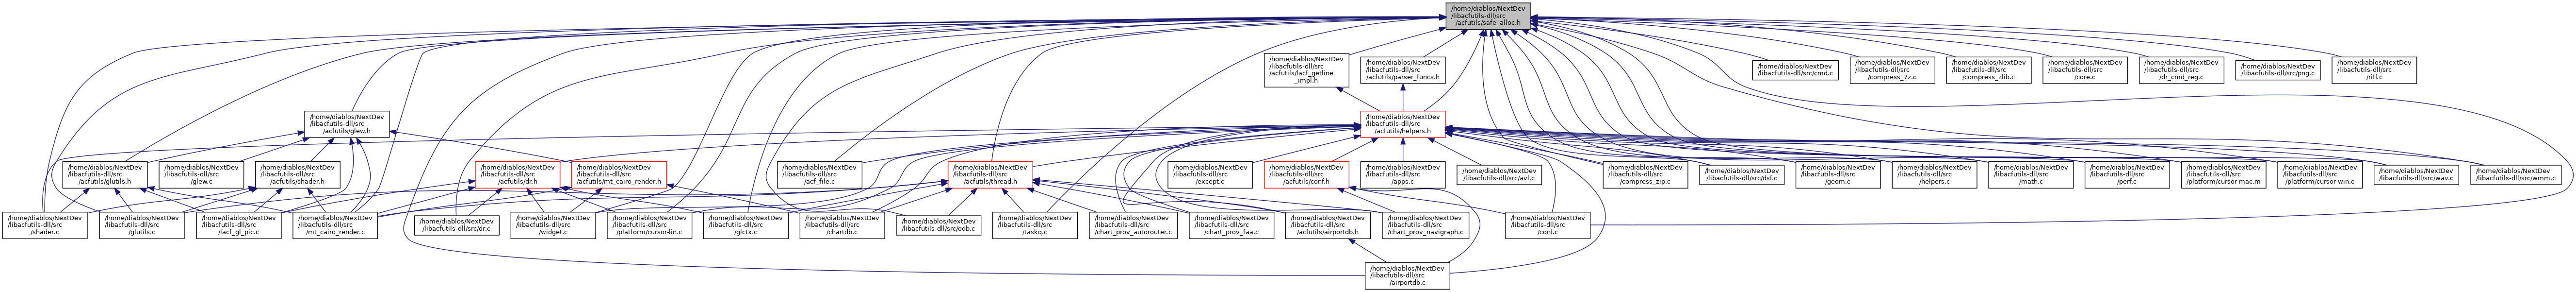 /home/diablos/NextDev
/libacfutils-dll/src
/acfutils/safe_alloc.h
/home/diablos/NextDev
/libacfutils-dll/src
/acfutils/lacf_getline
_impl.h
/home/diablos/NextDev
/libacfutils-dll/src
/acfutils/parser_funcs.h
/home/diablos/NextDev
/libacfutils-dll/src/cmd.c
/home/diablos/NextDev
/libacfutils-dll/src
/compress_7z.c
/home/diablos/NextDev
/libacfutils-dll/src
/compress_zlib.c
/home/diablos/NextDev
/libacfutils-dll/src
/core.c
/home/diablos/NextDev
/libacfutils-dll/src
/dr_cmd_reg.c
/home/diablos/NextDev
/libacfutils-dll/src/png.c
/home/diablos/NextDev
/libacfutils-dll/src
/riff.c
/home/diablos/NextDev
/libacfutils-dll/src
/acfutils/glew.h
/home/diablos/NextDev
/libacfutils-dll/src
/acfutils/helpers.h
/home/diablos/NextDev
/libacfutils-dll/src
/acfutils/glutils.h
/home/diablos/NextDev
/libacfutils-dll/src
/glew.c
/home/diablos/NextDev
/libacfutils-dll/src
/acfutils/shader.h
/home/diablos/NextDev
/libacfutils-dll/src
/acfutils/dr.h
/home/diablos/NextDev
/libacfutils-dll/src
/acfutils/mt_cairo_render.h
/home/diablos/NextDev
/libacfutils-dll/src
/acf_file.c
/home/diablos/NextDev
/libacfutils-dll/src
/acfutils/thread.h
/home/diablos/NextDev
/libacfutils-dll/src
/except.c
/home/diablos/NextDev
/libacfutils-dll/src
/acfutils/conf.h
/home/diablos/NextDev
/libacfutils-dll/src
/apps.c
/home/diablos/NextDev
/libacfutils-dll/src/avl.c
/home/diablos/NextDev
/libacfutils-dll/src
/compress_zip.c
/home/diablos/NextDev
/libacfutils-dll/src/dsf.c
/home/diablos/NextDev
/libacfutils-dll/src
/geom.c
/home/diablos/NextDev
/libacfutils-dll/src
/helpers.c
/home/diablos/NextDev
/libacfutils-dll/src
/math.c
/home/diablos/NextDev
/libacfutils-dll/src
/perf.c
/home/diablos/NextDev
/libacfutils-dll/src
/platform/cursor-mac.m
/home/diablos/NextDev
/libacfutils-dll/src
/platform/cursor-win.c
/home/diablos/NextDev
/libacfutils-dll/src/wav.c
/home/diablos/NextDev
/libacfutils-dll/src/wmm.c
/home/diablos/NextDev
/libacfutils-dll/src
/shader.c
/home/diablos/NextDev
/libacfutils-dll/src
/glutils.c
/home/diablos/NextDev
/libacfutils-dll/src
/lacf_gl_pic.c
/home/diablos/NextDev
/libacfutils-dll/src
/mt_cairo_render.c
/home/diablos/NextDev
/libacfutils-dll/src/dr.c
/home/diablos/NextDev
/libacfutils-dll/src
/widget.c
/home/diablos/NextDev
/libacfutils-dll/src
/platform/cursor-lin.c
/home/diablos/NextDev
/libacfutils-dll/src
/glctx.c
/home/diablos/NextDev
/libacfutils-dll/src
/chartdb.c
/home/diablos/NextDev
/libacfutils-dll/src/odb.c
/home/diablos/NextDev
/libacfutils-dll/src
/taskq.c
/home/diablos/NextDev
/libacfutils-dll/src
/chart_prov_autorouter.c
/home/diablos/NextDev
/libacfutils-dll/src
/chart_prov_faa.c
/home/diablos/NextDev
/libacfutils-dll/src
/acfutils/airportdb.h
/home/diablos/NextDev
/libacfutils-dll/src
/chart_prov_navigraph.c
/home/diablos/NextDev
/libacfutils-dll/src
/conf.c
/home/diablos/NextDev
/libacfutils-dll/src
/airportdb.c